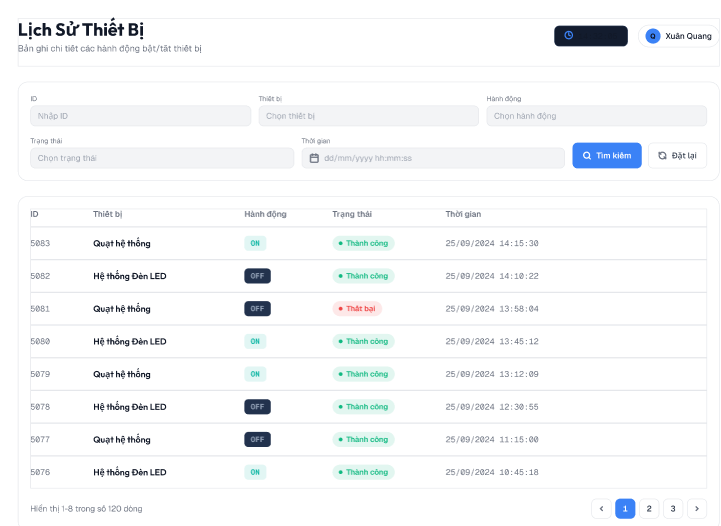 Lịch Sử Thiết Bị
Bản ghi chi tiết các hành động bật/tắt thiết bị
Q Xuân Quang
ID Thiết bị Hành động
Nhập ID Chọn thiết bị Chọn hành động
Trạng thái Thời gian
Chọn trạng thái dd/mm/yyyy hh:mm:ss Tìm kiếm Đặt lại
ID Thiết bị Hành động Trạng thái Thời gian
5083 Quạt hệ thống ON Thành công 25/09/2024 14:15:30
5082 Hệ thống Đèn LED OFF Thành công 25/09/2024 14:10:22
5081 Quạt hệ thống OFF Thất bại 25/09/2024 13:58:04
5080 Hệ thống Đèn LED ON Thành công 25/09/2024 13:45:12
5079 Quạt hệ thống ON Thành công 25/09/2024 13:12:09
5078 Hệ thống Đèn LED OFF Thành công 25/09/2024 12:30:55
5077 Quạt hệ thống OFF Thành công 25/09/2024 11:15:00
5076 Hệ thống Đèn LED ON Thành công 25/09/2024 10:45:18
Hiển thị 1-8 trong số 120 dòng
1 2 3